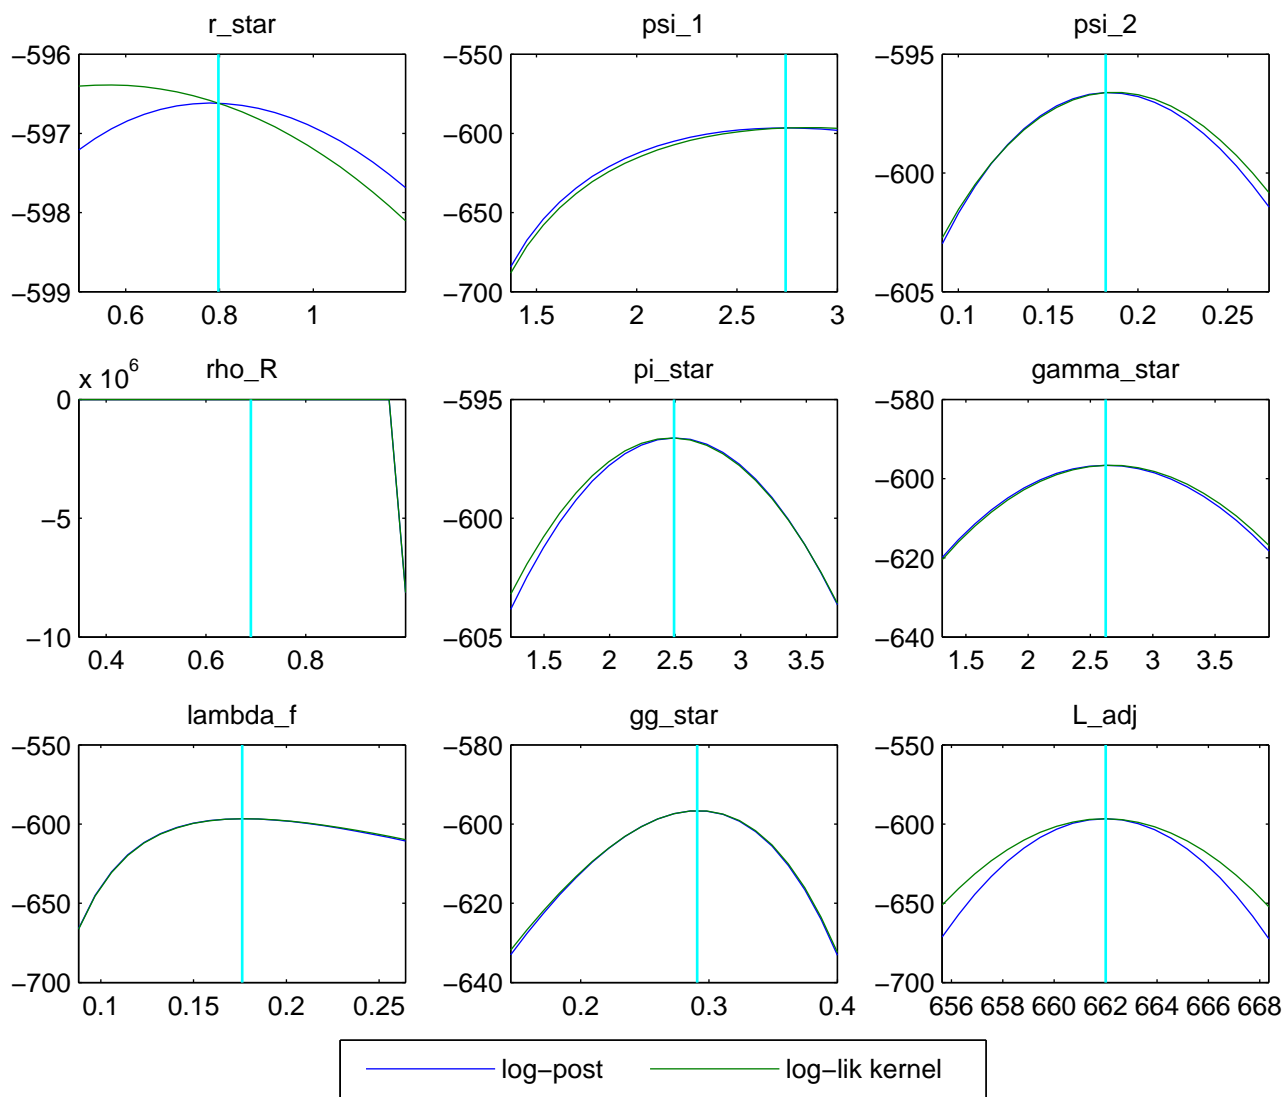 r_star psi_1 psi_2
−596 −550 −595
−597 −600
−600
−598 −650
−599 −700 −605
0.6 0.8 1 1.5 2 2.5 3 0.1 0.15 0.2 0.25
x 10^6 rho_R pi_star gamma_star
0 −595 −580
−600
−5 −600
−620
−10 −605 −640
0.4 0.6 0.8 1.5 2 2.5 3 3.5 1.5 2 2.5 3 3.5
lambda_f gg_star L_adj
−550 −580 −550
−600 −600 −600
−650 −620 −650
−700 −640 −700
0.1 0.15 0.2 0.25 0.2 0.3 0.4 656 658 660 662 664 666 668
log−post log−lik kernel